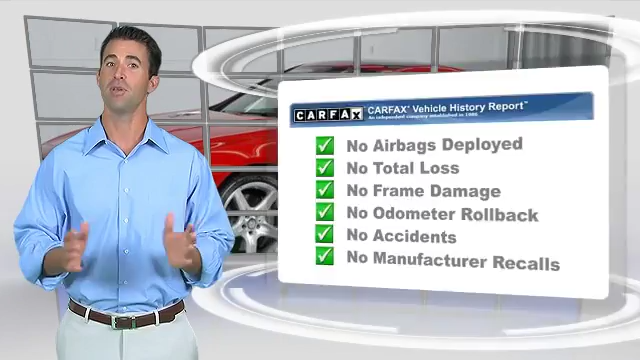 CARFAX CARFAX Vehicle History Report™
An independent company established in 1986
No Airbags Deployed
No Total Loss
No Frame Damage
No Odometer Rollback
No Accidents
No Manufacturer Recalls